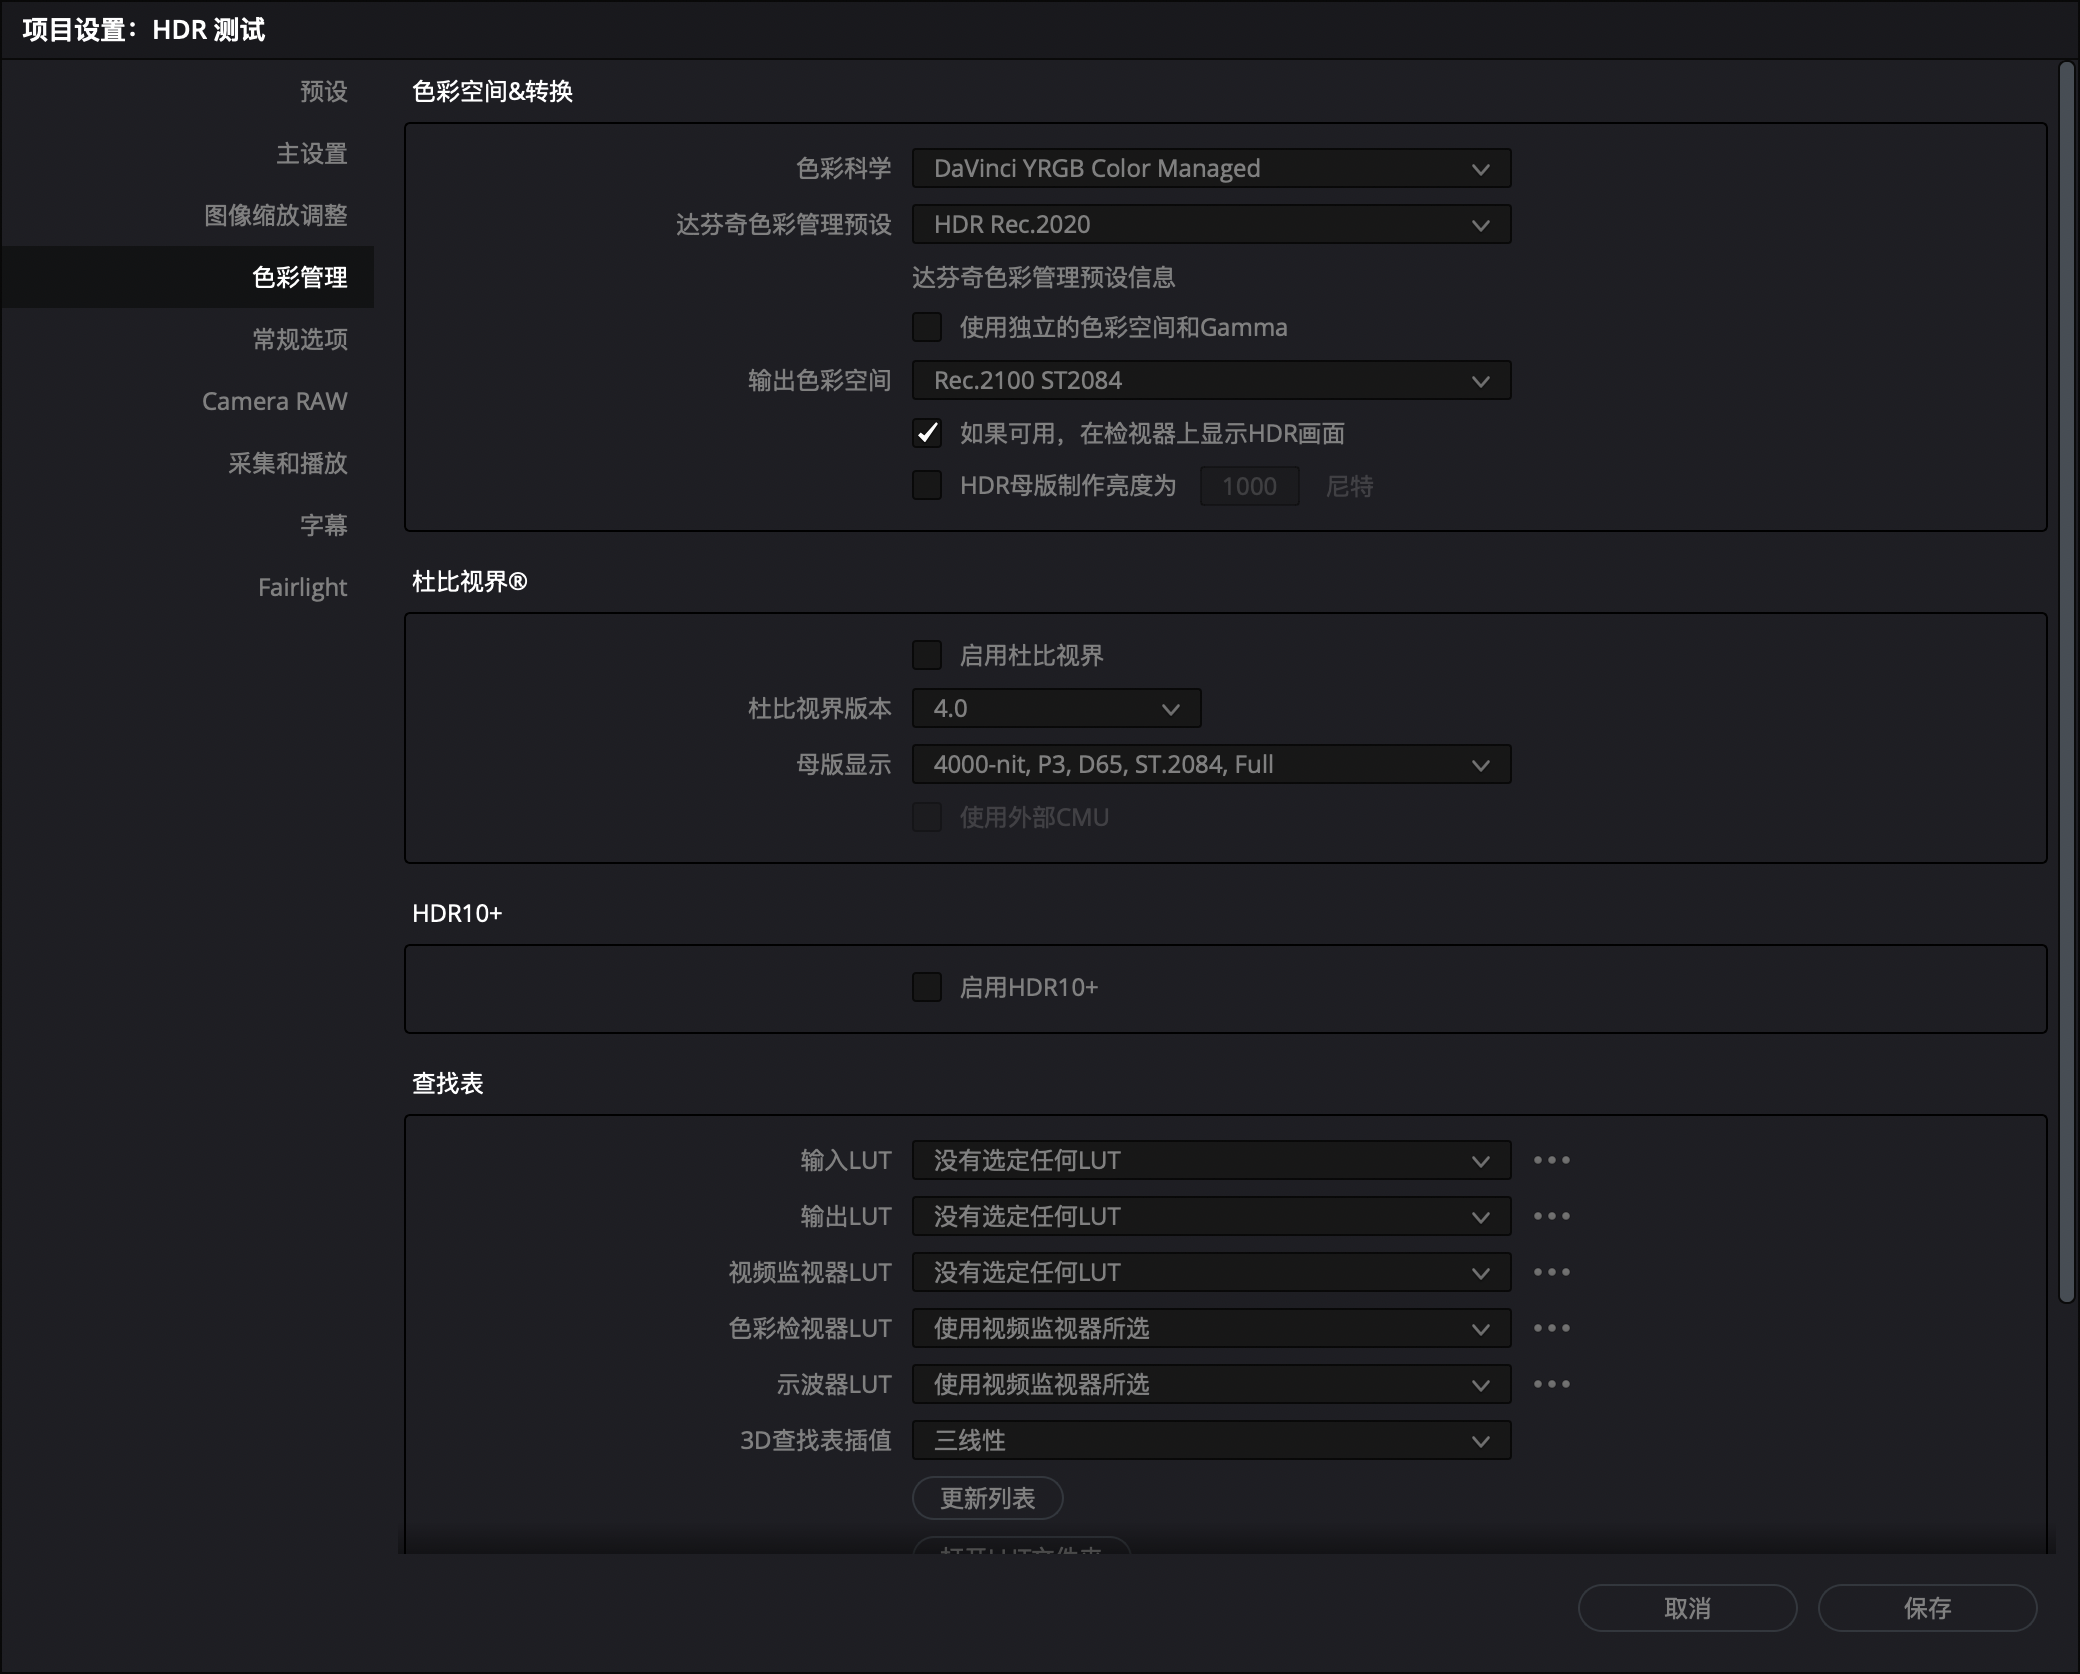 项目设置：HDR 测试
预设
主设置
图像缩放调整
色彩管理
常规选项
Camera RAW
采集和播放
字幕
Fairlight
色彩空间&转换
色彩科学 DaVinci YRGB Color Managed
达芬奇色彩管理预设 HDR Rec.2020
达芬奇色彩管理预设信息
使用独立的色彩空间和Gamma
输出色彩空间 Rec.2100 ST2084
如果可用，在检视器上显示HDR画面
HDR母版制作亮度为 1000 尼特
杜比视界®
启用杜比视界
杜比视界版本 4.0
母版显示 4000-nit, P3, D65, ST.2084, Full
使用外部CMU
HDR10+
启用HDR10+
查找表
输入LUT 没有选定任何LUT
输出LUT 没有选定任何LUT
视频监视器LUT 没有选定任何LUT
色彩检视器LUT 使用视频监视器所选
示波器LUT 使用视频监视器所选
3D查找表插值 三线性
更新列表
打开LUT文件夹
取消 保存